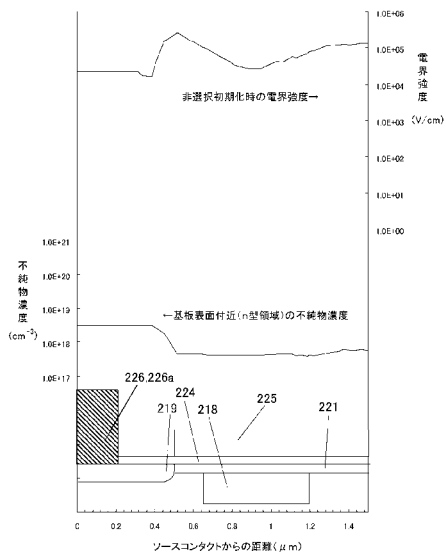 1.0E+06
1.0E+05
1.0E+04
1.0E+03
1.0E+02
1.0E+01
1.0E+00
電界強度
(V/cm)
非選択初期化時の電界強度→
1.0E+21
1.0E+20
1.0E+19
1.0E+18
1.0E+17
不純物濃度
(cm⁻³)
←基板表面付近(n型領域)の不純物濃度
226,226a
219
224
218
225
221
0 0.2 0.4 0.6 0.8 1 1.2 1.4
ソースコンタクトからの距離(μm)